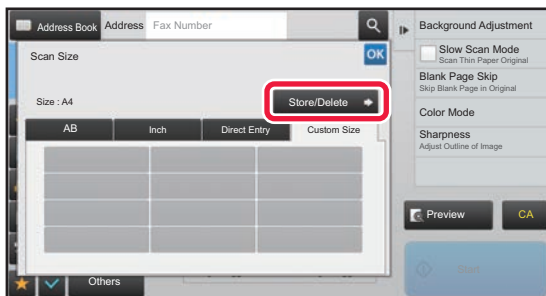 Address Book Address Fax Number
Scan Size
OK
Size : A4
Store/Delete
AB Inch Direct Entry Custom Size
Others
Background Adjustment
Slow Scan Mode
Scan Thin Paper Original
Blank Page Skip
Skip Blank Page in Original
Color Mode
Sharpness
Adjust Outline of Image
Preview
CA
Start